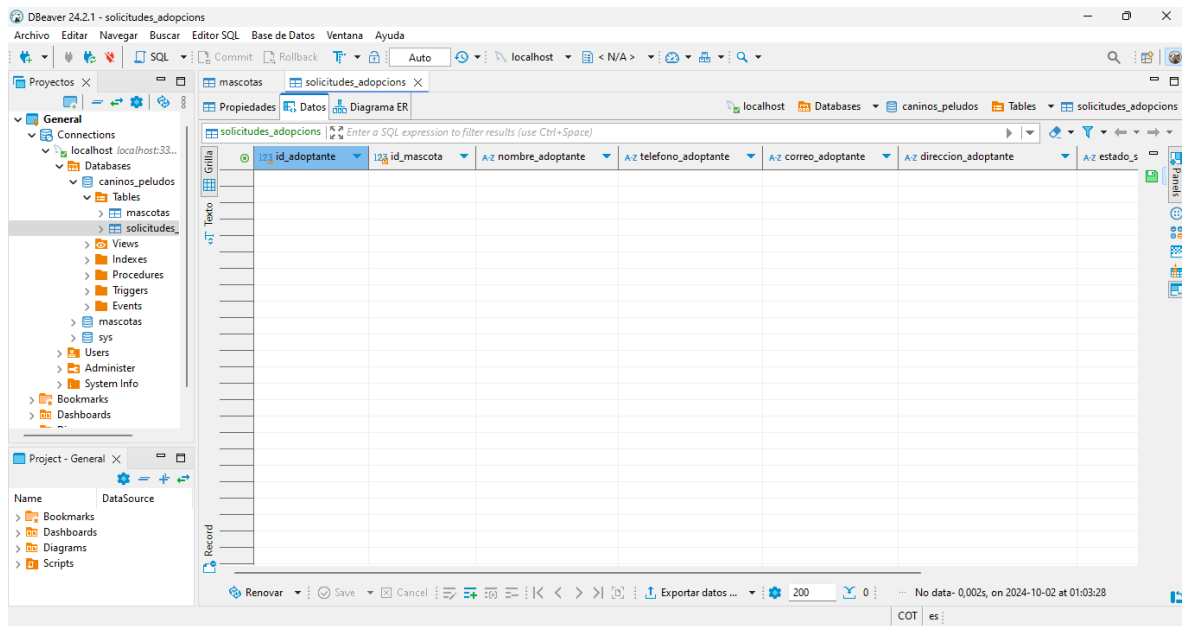 DBeaver 24.2.1 - solicitudes_adopcions
Archivo Editar Navegar Buscar Editor SQL Base de Datos Ventana Ayuda
SQL Commit Rollback Auto localhost < N/A >
Proyectos
mascotas solicitudes_adopcions
Propiedades Datos Diagrama ER localhost Databases caninos_peludos Tables solicitudes_adopcions
solicitudes_adopcions Enter a SQL expression to filter results (use Ctrl+Space)
Grilla
Texto
Record
123 id_adoptante 123 id_mascota A-Z nombre_adoptante A-Z telefono_adoptante A-Z correo_adoptante A-Z direccion_adoptante A-Z estado_s
Panels
General
Connections
localhost localhost:33...
Databases
caninos_peludos
Tables
mascotas
solicitudes_
Views
Indexes
Procedures
Triggers
Events
mascotas
sys
Users
Administer
System Info
Bookmarks
Dashboards
Project - General
Name DataSource
Bookmarks
Dashboards
Diagrams
Scripts
Renovar Save Cancel Exportar datos ... 200 0 No data- 0,002s, on 2024-10-02 at 01:03:28
COT es